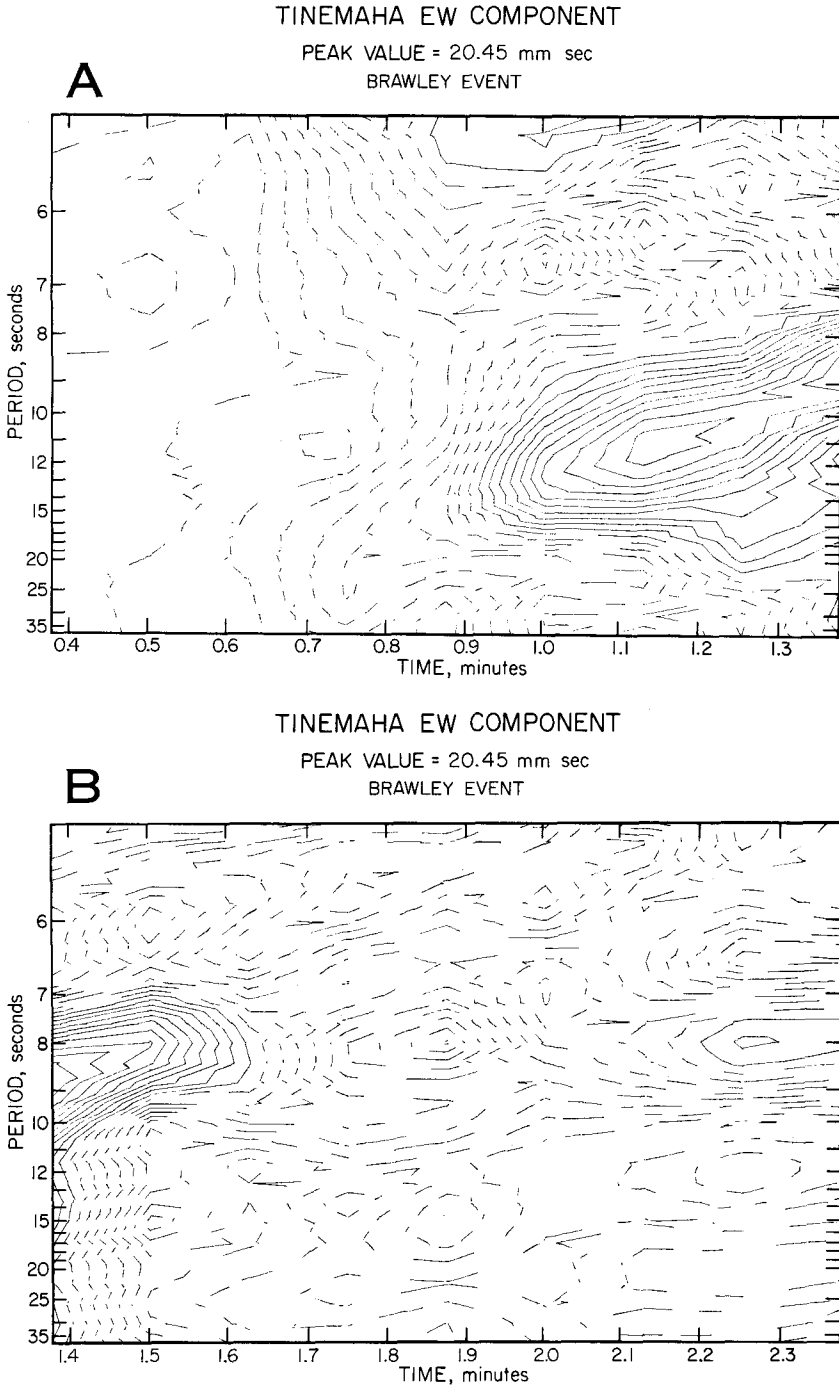 TINEMAHA EW COMPONENT
PEAK VALUE = 20.45 mm sec
BRAWLEY EVENT
A
PERIOD, seconds
6
7
8
10
12
15
20
25
35
0.4 0.5 0.6 0.7 0.8 0.9 1.0 1.1 1.2 1.3
TIME, minutes
TINEMAHA EW COMPONENT
PEAK VALUE = 20.45 mm sec
BRAWLEY EVENT
B
PERIOD, seconds
6
7
8
10
12
15
20
25
35
1.4 1.5 1.6 1.7 1.8 1.9 2.0 2.1 2.2 2.3
TIME, minutes